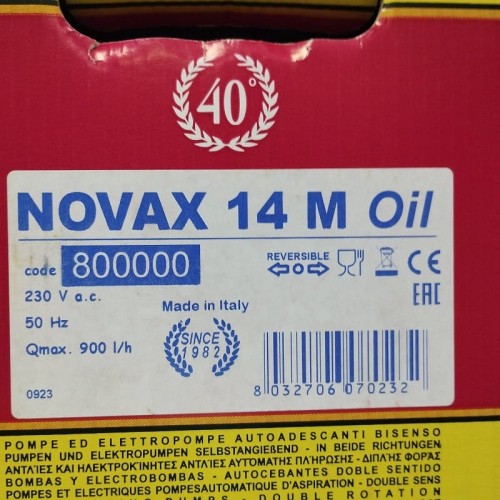 40°
NOVAX 14 M Oil
code 800000
REVERSIBLE
230 V a.c.
50 Hz
Qmax. 900 l/h
Made in Italy
SINCE
1982
CE
EAC
0923
8 032706 070232
POMPE ED ELETTROPOMPE AUTOADESCANTI BISENSO
PUMPEN UND ELEKTROPUMPEN SELBSTANGIEßEND - IN BEIDE RICHTUNGEN
ΑΝΤΛΙΕΣ ΚΑΙ ΗΛΕΚΤΡΟΚΙΝΗΤΕΣ ΑΝΤΛΙΕΣ ΑΥΤΟΜΑΤΗΣ ΠΛΗΡΩΣΗΣ - ΔΙΠΛΗΣ ΦΟΡΑΣ
BOMBAS Y ELECTROBOMBAS - AUTOCEBANTES DOBLE SENTIDO
POMPES ET ELECTRIC POMPESAUTOMATIQUE D'ASPIRATION - DOUBLE SENS
DOUBLE ROTATION